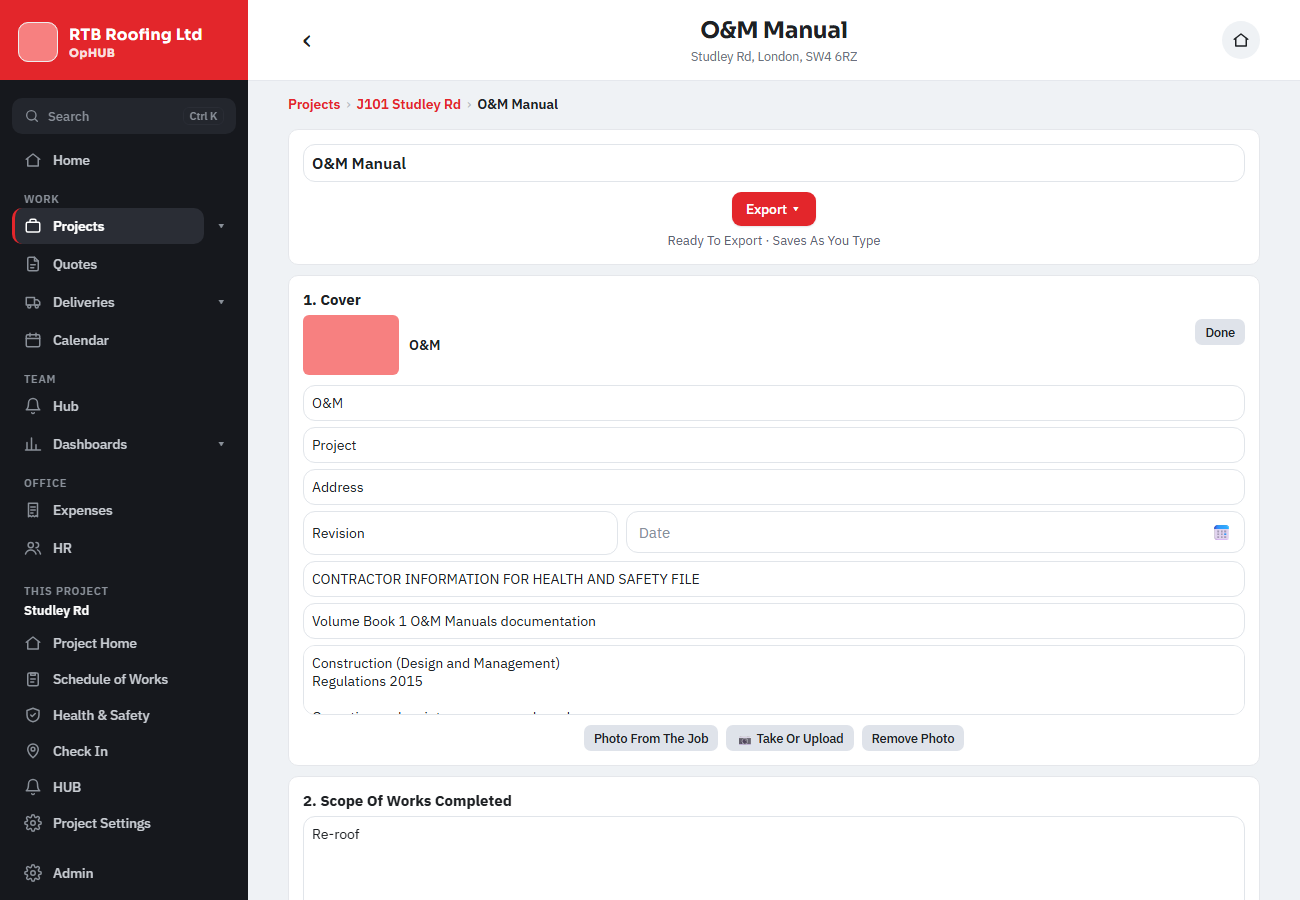 RTB Roofing Ltd
OpHUB
Search
Ctrl K
Home
WORK
Projects
Quotes
Deliveries
Calendar
TEAM
Hub
Dashboards
OFFICE
Expenses
HR
THIS PROJECT
Studley Rd
Project Home
Schedule of Works
Health & Safety
Check In
HUB
Project Settings
Admin
O&M Manual
Studley Rd, London, SW4 6RZ
Projects › J101 Studley Rd › O&M Manual
O&M Manual
Export
Ready To Export · Saves As You Type
1. Cover
O&M
Done
O&M
Project
Address
Revision
Date
CONTRACTOR INFORMATION FOR HEALTH AND SAFETY FILE
Volume Book 1 O&M Manuals documentation
Construction (Design and Management)
Regulations 2015
Photo From The Job
Take Or Upload
Remove Photo
2. Scope Of Works Completed
Re-roof